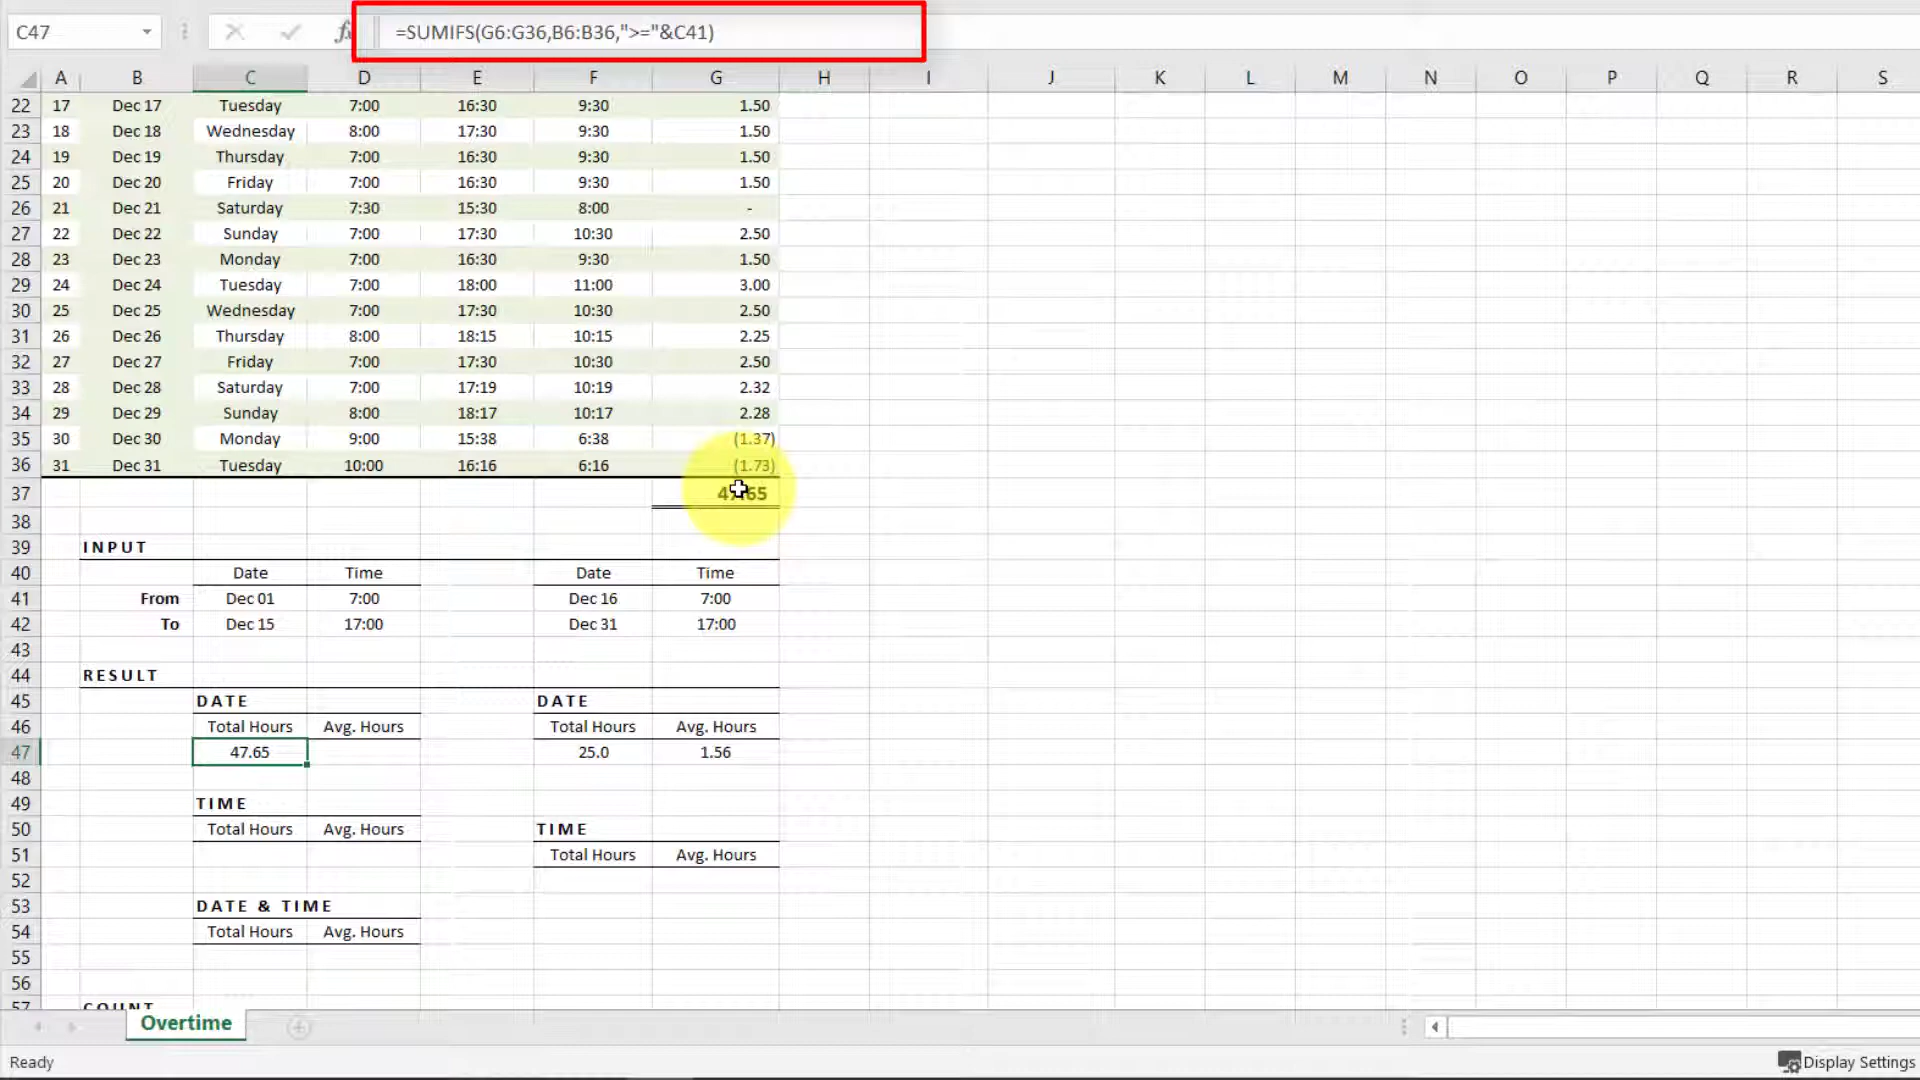 C47 fx =SUMIFS(G6:G36,B6:B36,">="&C41)
A B C D E F G H I J K L M N O P Q R S
22 17 Dec 17 Tuesday 7:00 16:30 9:30 1.50
23 18 Dec 18 Wednesday 8:00 17:30 9:30 1.50
24 19 Dec 19 Thursday 7:00 16:30 9:30 1.50
25 20 Dec 20 Friday 7:00 16:30 9:30 1.50
26 21 Dec 21 Saturday 7:30 15:30 8:00 -
27 22 Dec 22 Sunday 7:00 17:30 10:30 2.50
28 23 Dec 23 Monday 7:00 16:30 9:30 1.50
29 24 Dec 24 Tuesday 7:00 18:00 11:00 3.00
30 25 Dec 25 Wednesday 7:00 17:30 10:30 2.50
31 26 Dec 26 Thursday 8:00 18:15 10:15 2.25
32 27 Dec 27 Friday 7:00 17:30 10:30 2.50
33 28 Dec 28 Saturday 7:00 17:19 10:19 2.32
34 29 Dec 29 Sunday 8:00 18:17 10:17 2.28
35 30 Dec 30 Monday 9:00 15:38 6:38 (1.37)
36 31 Dec 31 Tuesday 10:00 16:16 6:16 (1.73)
37 47.65
38
39 INPUT
40 Date Time Date Time
41 From Dec 01 7:00 Dec 16 7:00
42 To Dec 15 17:00 Dec 31 17:00
43
44 RESULT
45 DATE DATE
46 Total Hours Avg. Hours Total Hours Avg. Hours
47 47.65 25.0 1.56
48
49 TIME
50 Total Hours Avg. Hours TIME
51 Total Hours Avg. Hours
52
53 DATE & TIME
54 Total Hours Avg. Hours
55
56
57 COUNT
Overtime
Ready Display Settings